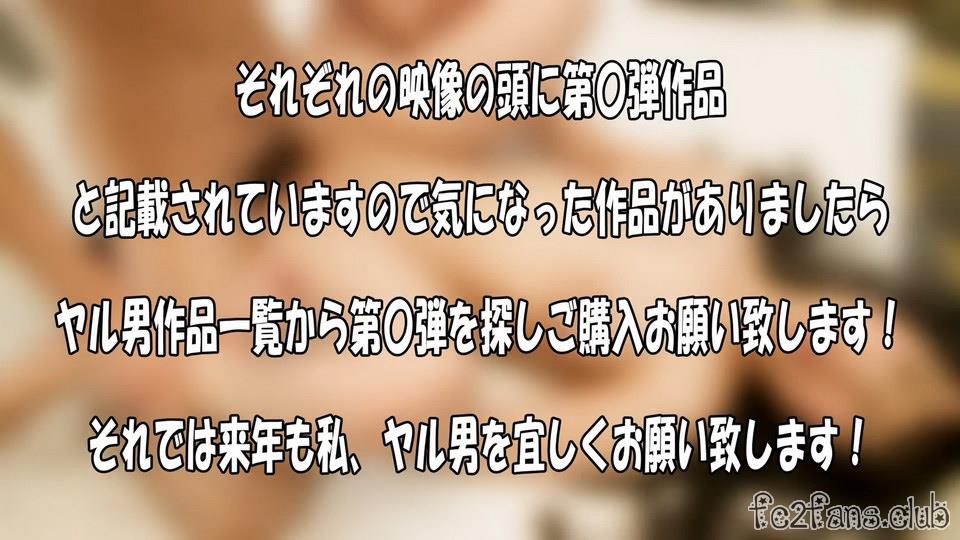 それぞれの映像の頭に第〇弾作品
と記載されていますので気になった作品がありましたら
ヤル男作品一覧から第〇弾を探しご購入お願い致します！
それでは来年も私、ヤル男を宜しくお願い致します！
fc2fans.club